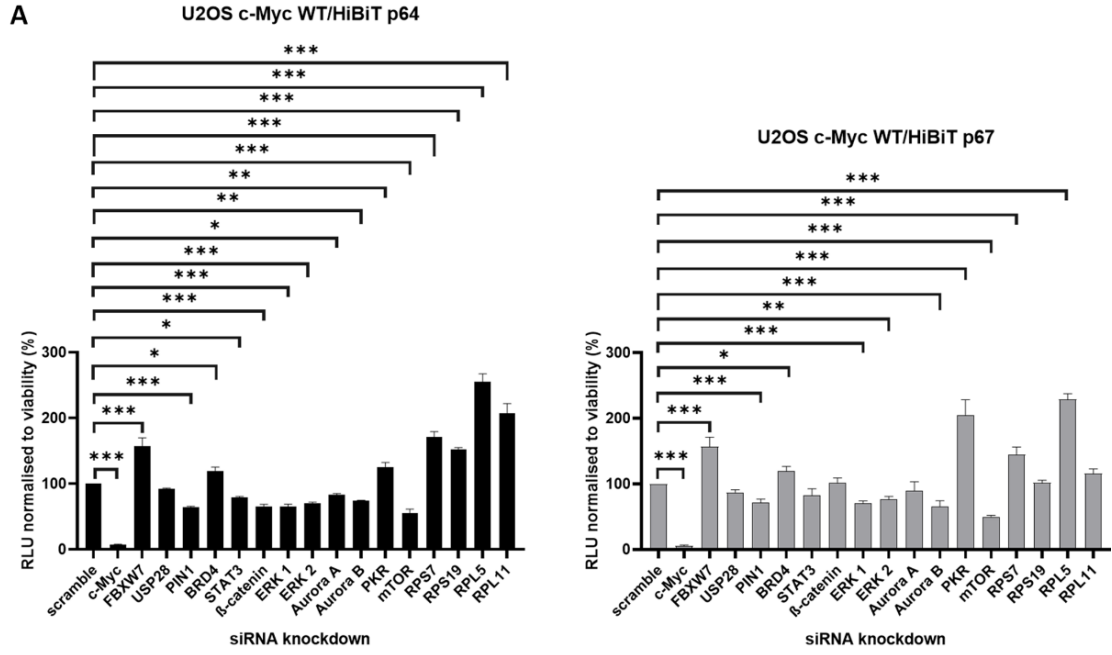 A
U2OS c-Myc WT/HiBiT p64
***
***
***
***
***
**
**
*
***
***
***
*
*
***
***
***
RLU normalised to viability (%)
300
200
100
0
scramble
c-Myc
FBXW7
USP28
PIN1
BRD4
STAT3
ß-catenin
ERK 1
ERK 2
Aurora A
Aurora B
PKR
mTOR
RPS7
RPS19
RPL5
RPL11
siRNA knockdown
U2OS c-Myc WT/HiBiT p67
***
***
***
***
***
**
***
*
***
***
***
RLU normalised to viability (%)
300
200
100
0
scramble
c-Myc
FBXW7
USP28
PIN1
BRD4
STAT3
ß-catenin
ERK 1
ERK 2
Aurora A
Aurora B
PKR
mTOR
RPS7
RPS19
RPL5
RPL11
siRNA knockdown